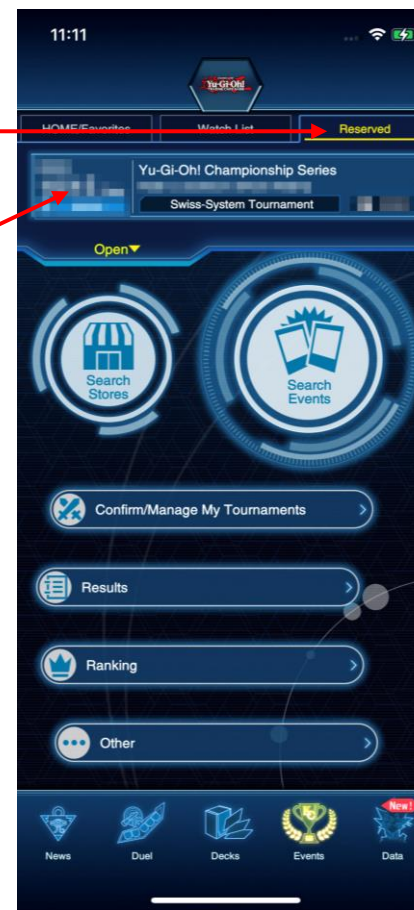 11:11
Yu-Gi-Oh!
HOME/Favorites Watch List Reserved
Yu-Gi-Oh! Championship Series
Swiss-System Tournament
Open▼
Search
Stores
Search
Events
Confirm/Manage My Tournaments
Results
Ranking
Other
New!
News Duel Decks Events Data